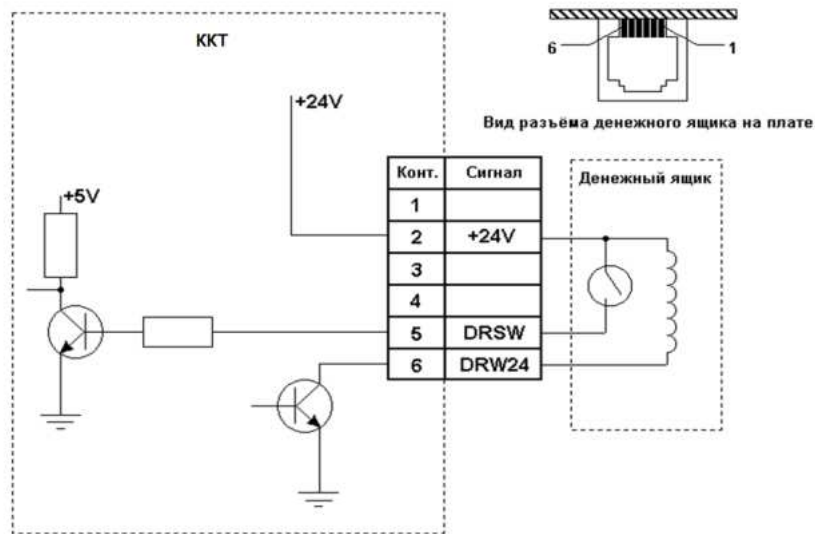 ККТ
6
1
Вид разъёма денежного ящика на плате
+24V
+5V
Конт. Сигнал
1
2 +24V
3
4
5 DRSW
6 DRW24
Денежный ящик